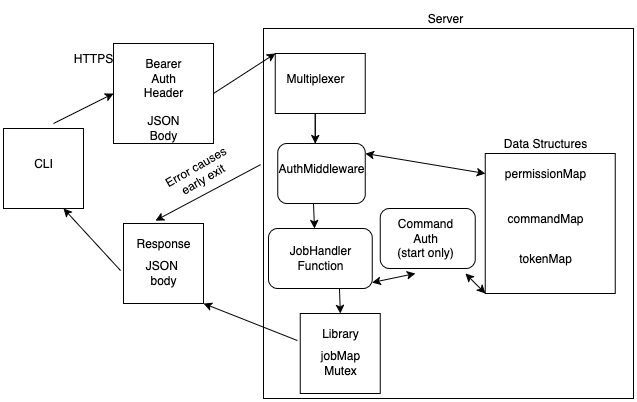 Server
HTTPS
Bearer
Auth
Header
JSON
Body
Multiplexer
CLI
Error causes
early exit
AuthMiddleware
Data Structures
permissionMap
commandMap
tokenMap
Command
Auth
(start only)
Response
JSON
body
JobHandler
Function
Library
jobMap
Mutex